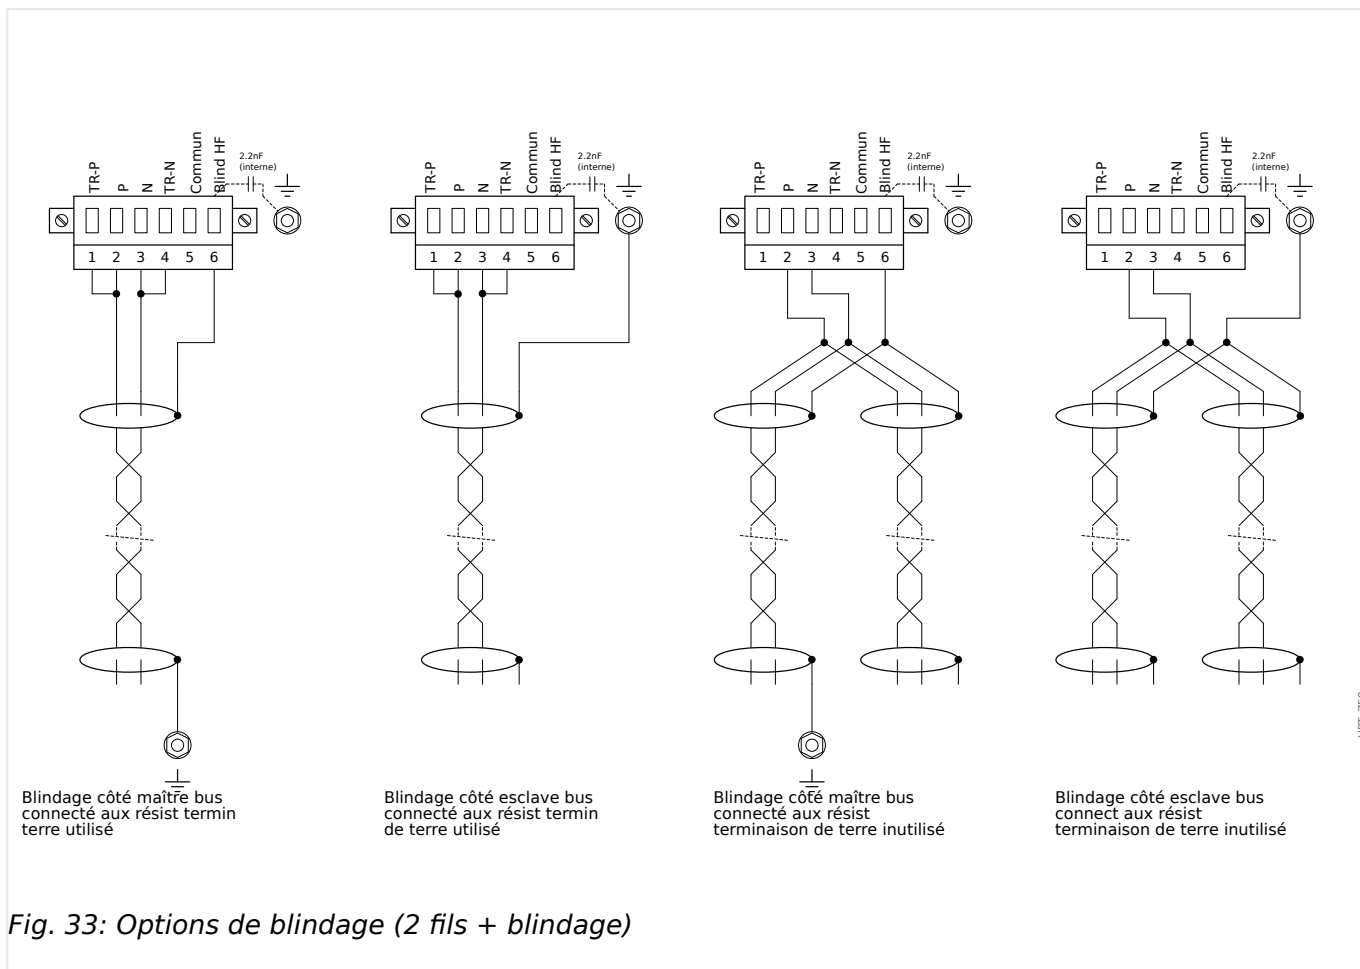 TR-P
P
N
TR-N
Commun
Blind HF
2.2nF
(interne)
1 2 3 4 5 6
TR-P
P
N
TR-N
Commun
Blind HF
2.2nF
(interne)
1 2 3 4 5 6
TR-P
P
N
TR-N
Commun
Blind HF
2.2nF
(interne)
1 2 3 4 5 6
TR-P
P
N
TR-N
Commun
Blind HF
2.2nF
(interne)
1 2 3 4 5 6
Blindage côté maître bus
connecté aux résist termin
terre utilisé
Blindage côté esclave bus
connecté aux résist termin
de terre utilisé
Blindage côté maître bus
connecté aux résist
terminaison de terre inutilisé
Blindage côté esclave bus
connect aux résist
terminaison de terre inutilisé
Fig. 33: Options de blindage (2 fils + blindage)